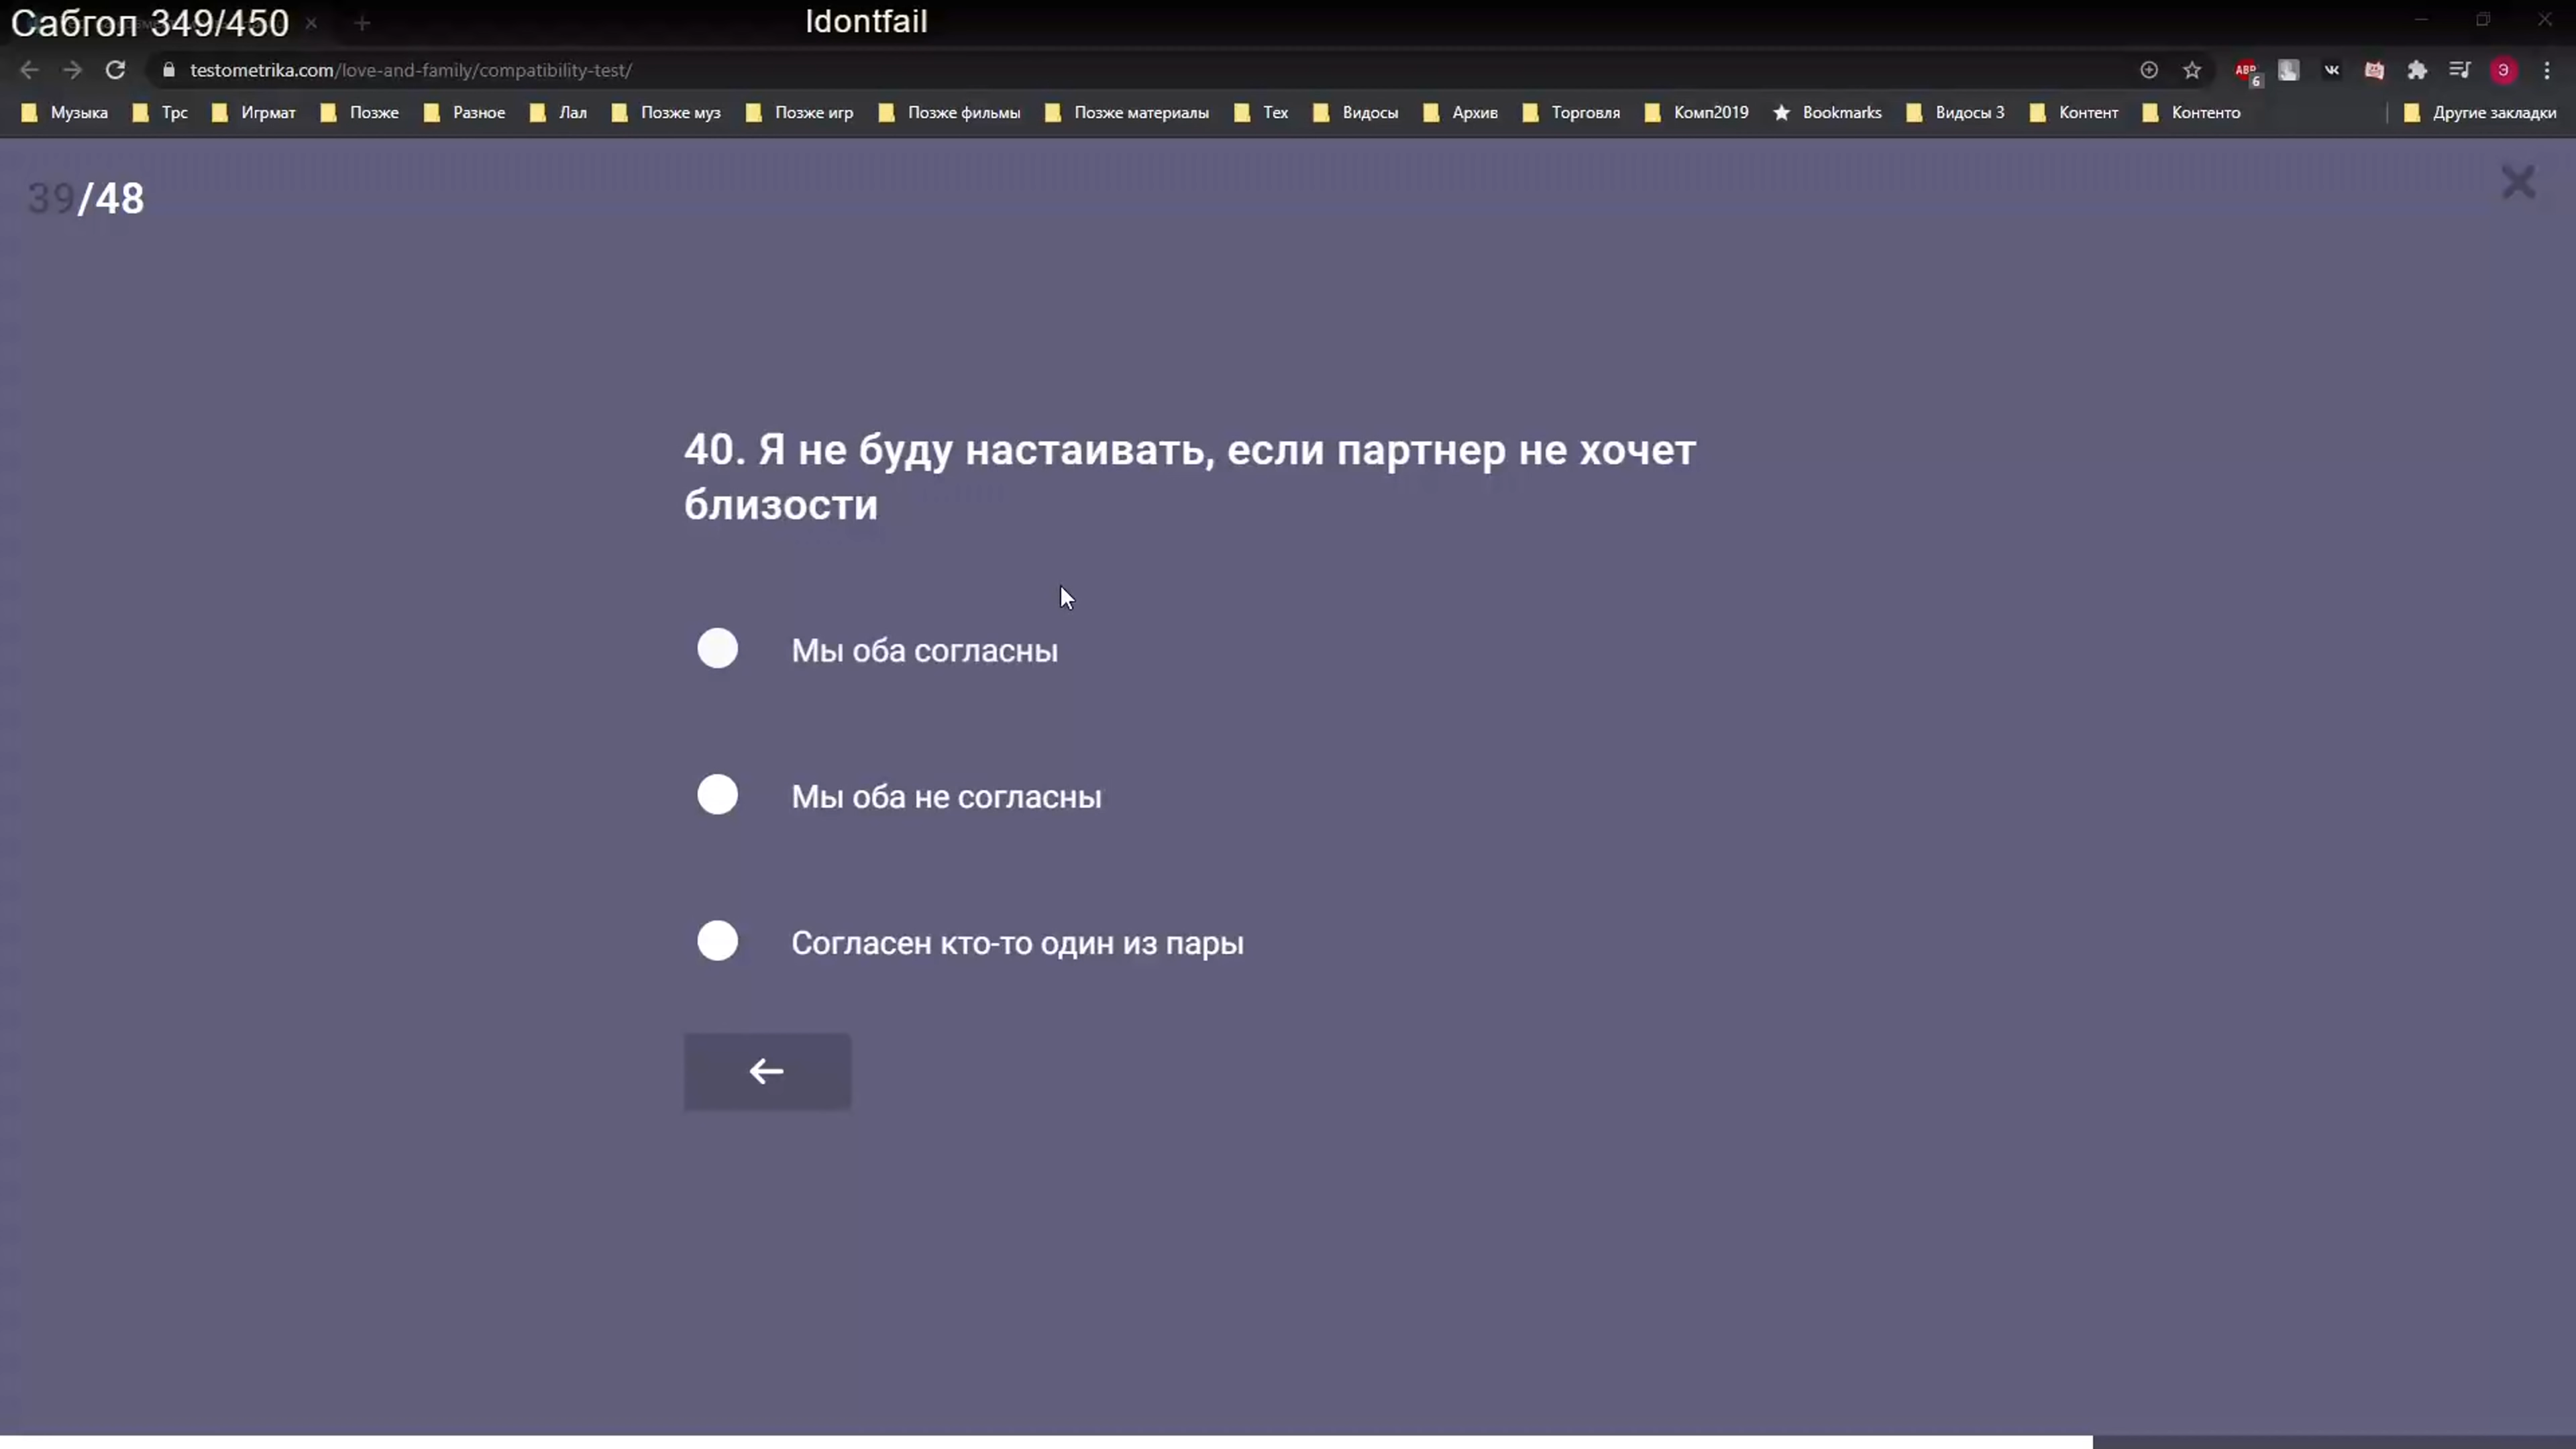 Сабгол 349/450
Idontfail
testometrika.com/love-and-family/compatibility-test/
ABP
6
VK
Э
Музыка
Трс
Игрмат
Позже
Разное
Лал
Позже муз
Позже игр
Позже фильмы
Позже материалы
Тех
Видосы
Архив
Торговля
Комп2019
Bookmarks
Видосы 3
Контент
Контенто
Другие закладки
39/48
40. Я не буду настаивать, если партнер не хочет
близости
Мы оба согласны
Мы оба не согласны
Согласен кто-то один из пары